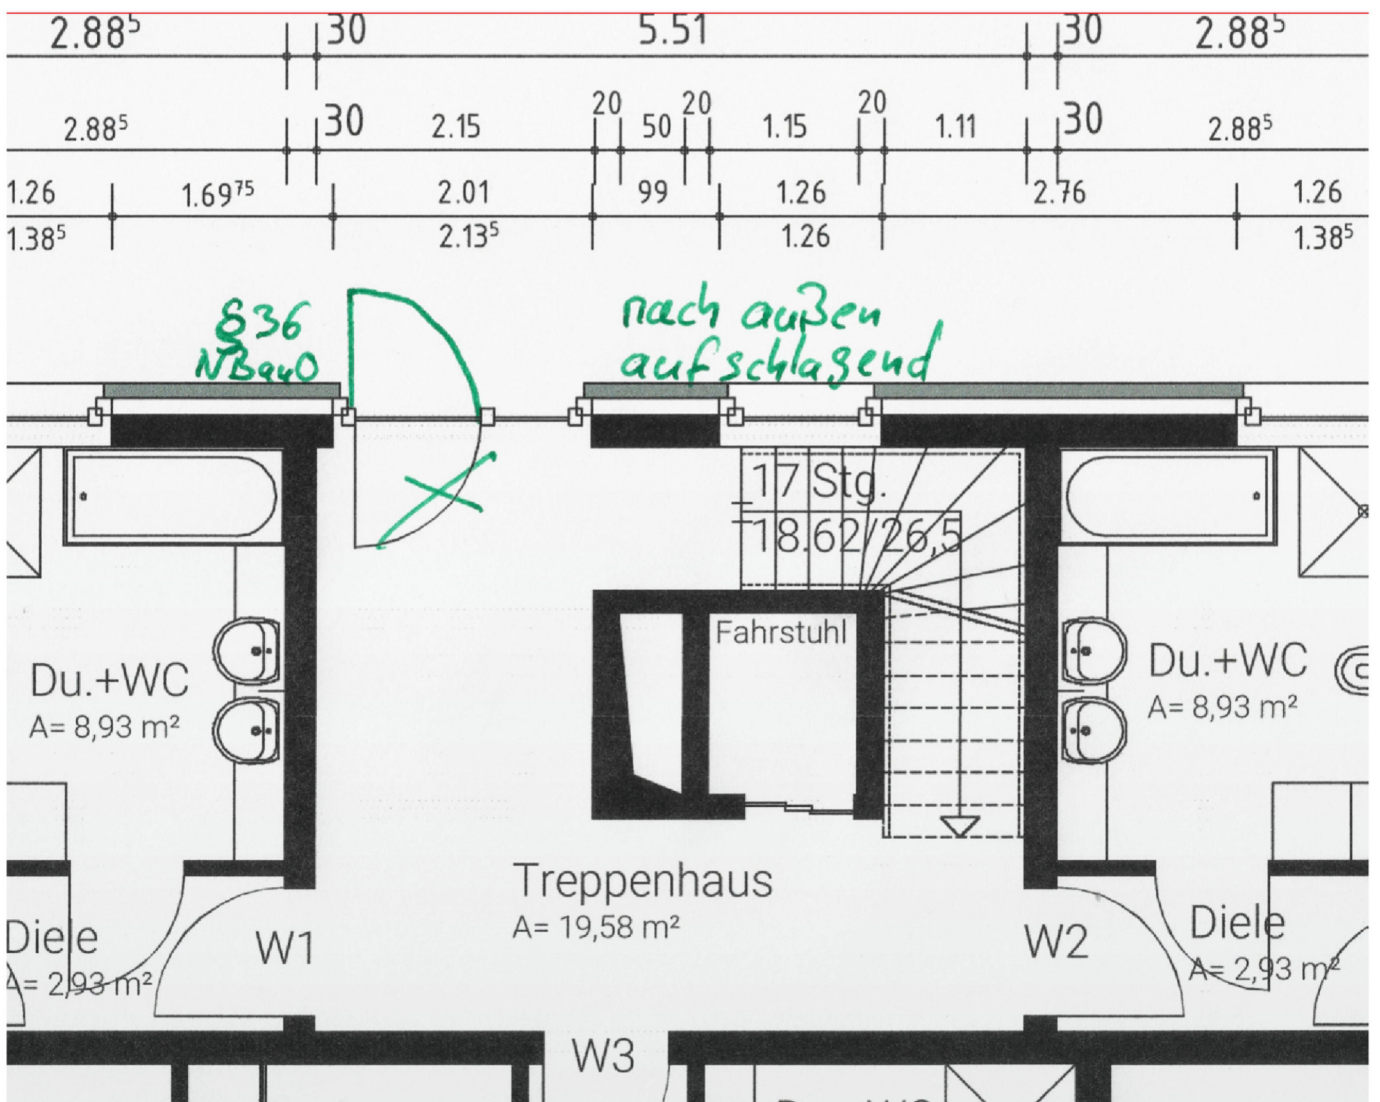 2.88⁵ 30 5.51 30 2.88⁵
20 20 20
2.88⁵ 30 2.15 50 1.15 1.11 30 2.88⁵
1.26 1.69⁷⁵ 2.01 99 1.26 2.76 1.26
1.38⁵ 2.13⁵ 1.26 1.38⁵
§36
NBauO
nach außen
aufschlagend
17 Stg.
18.62/26,5
Fahrstuhl
Du.+WC
A= 8,93 m²
Du.+WC
A= 8,93 m²
Treppenhaus
A= 19,58 m²
Diele
A= 2,93 m²
W1
W2
Diele
A= 2,93 m²
W3